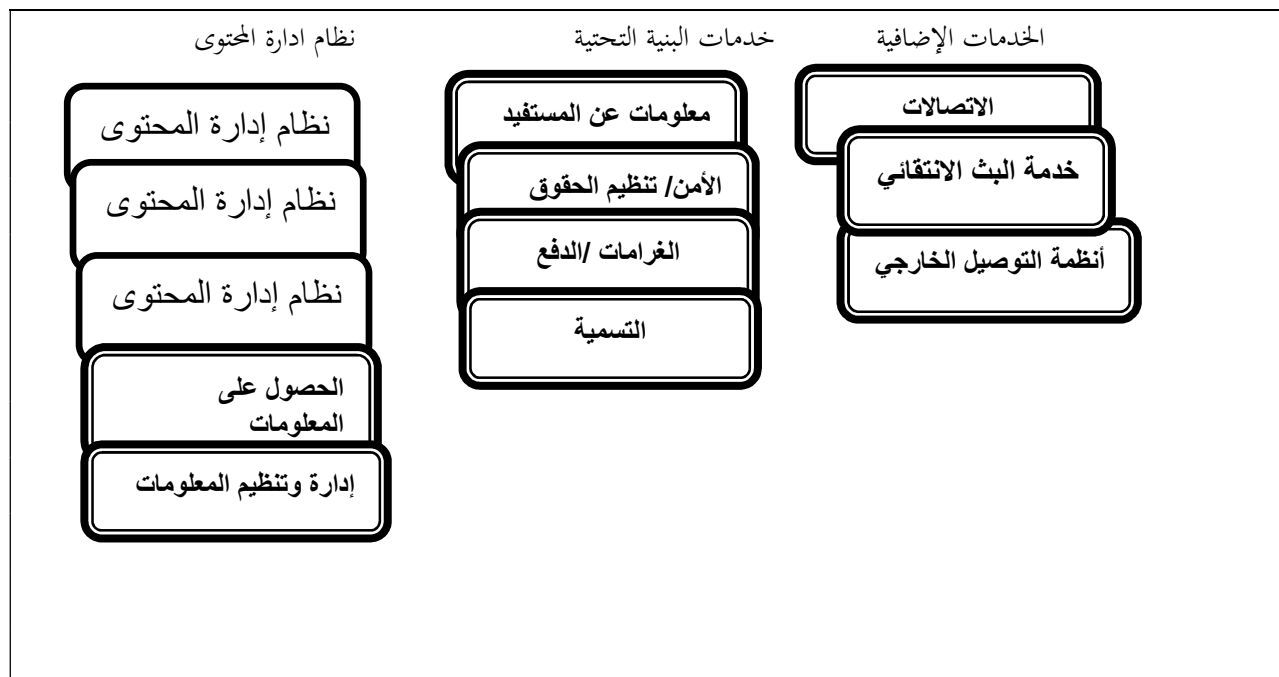 الخدمات الإضافية
خدمات البنية التحتية
نظام ادارة المحتوى
الاتصالات
خدمة البث الانتقائي
أنظمة التوصيل الخارجي
معلومات عن المستفيد
الأمن/ تنظيم الحقوق
الغرامات /الدفع
التسمية
نظام إدارة المحتوى
نظام إدارة المحتوى
نظام إدارة المحتوى
الحصول على
المعلومات
إدارة وتنظيم المعلومات